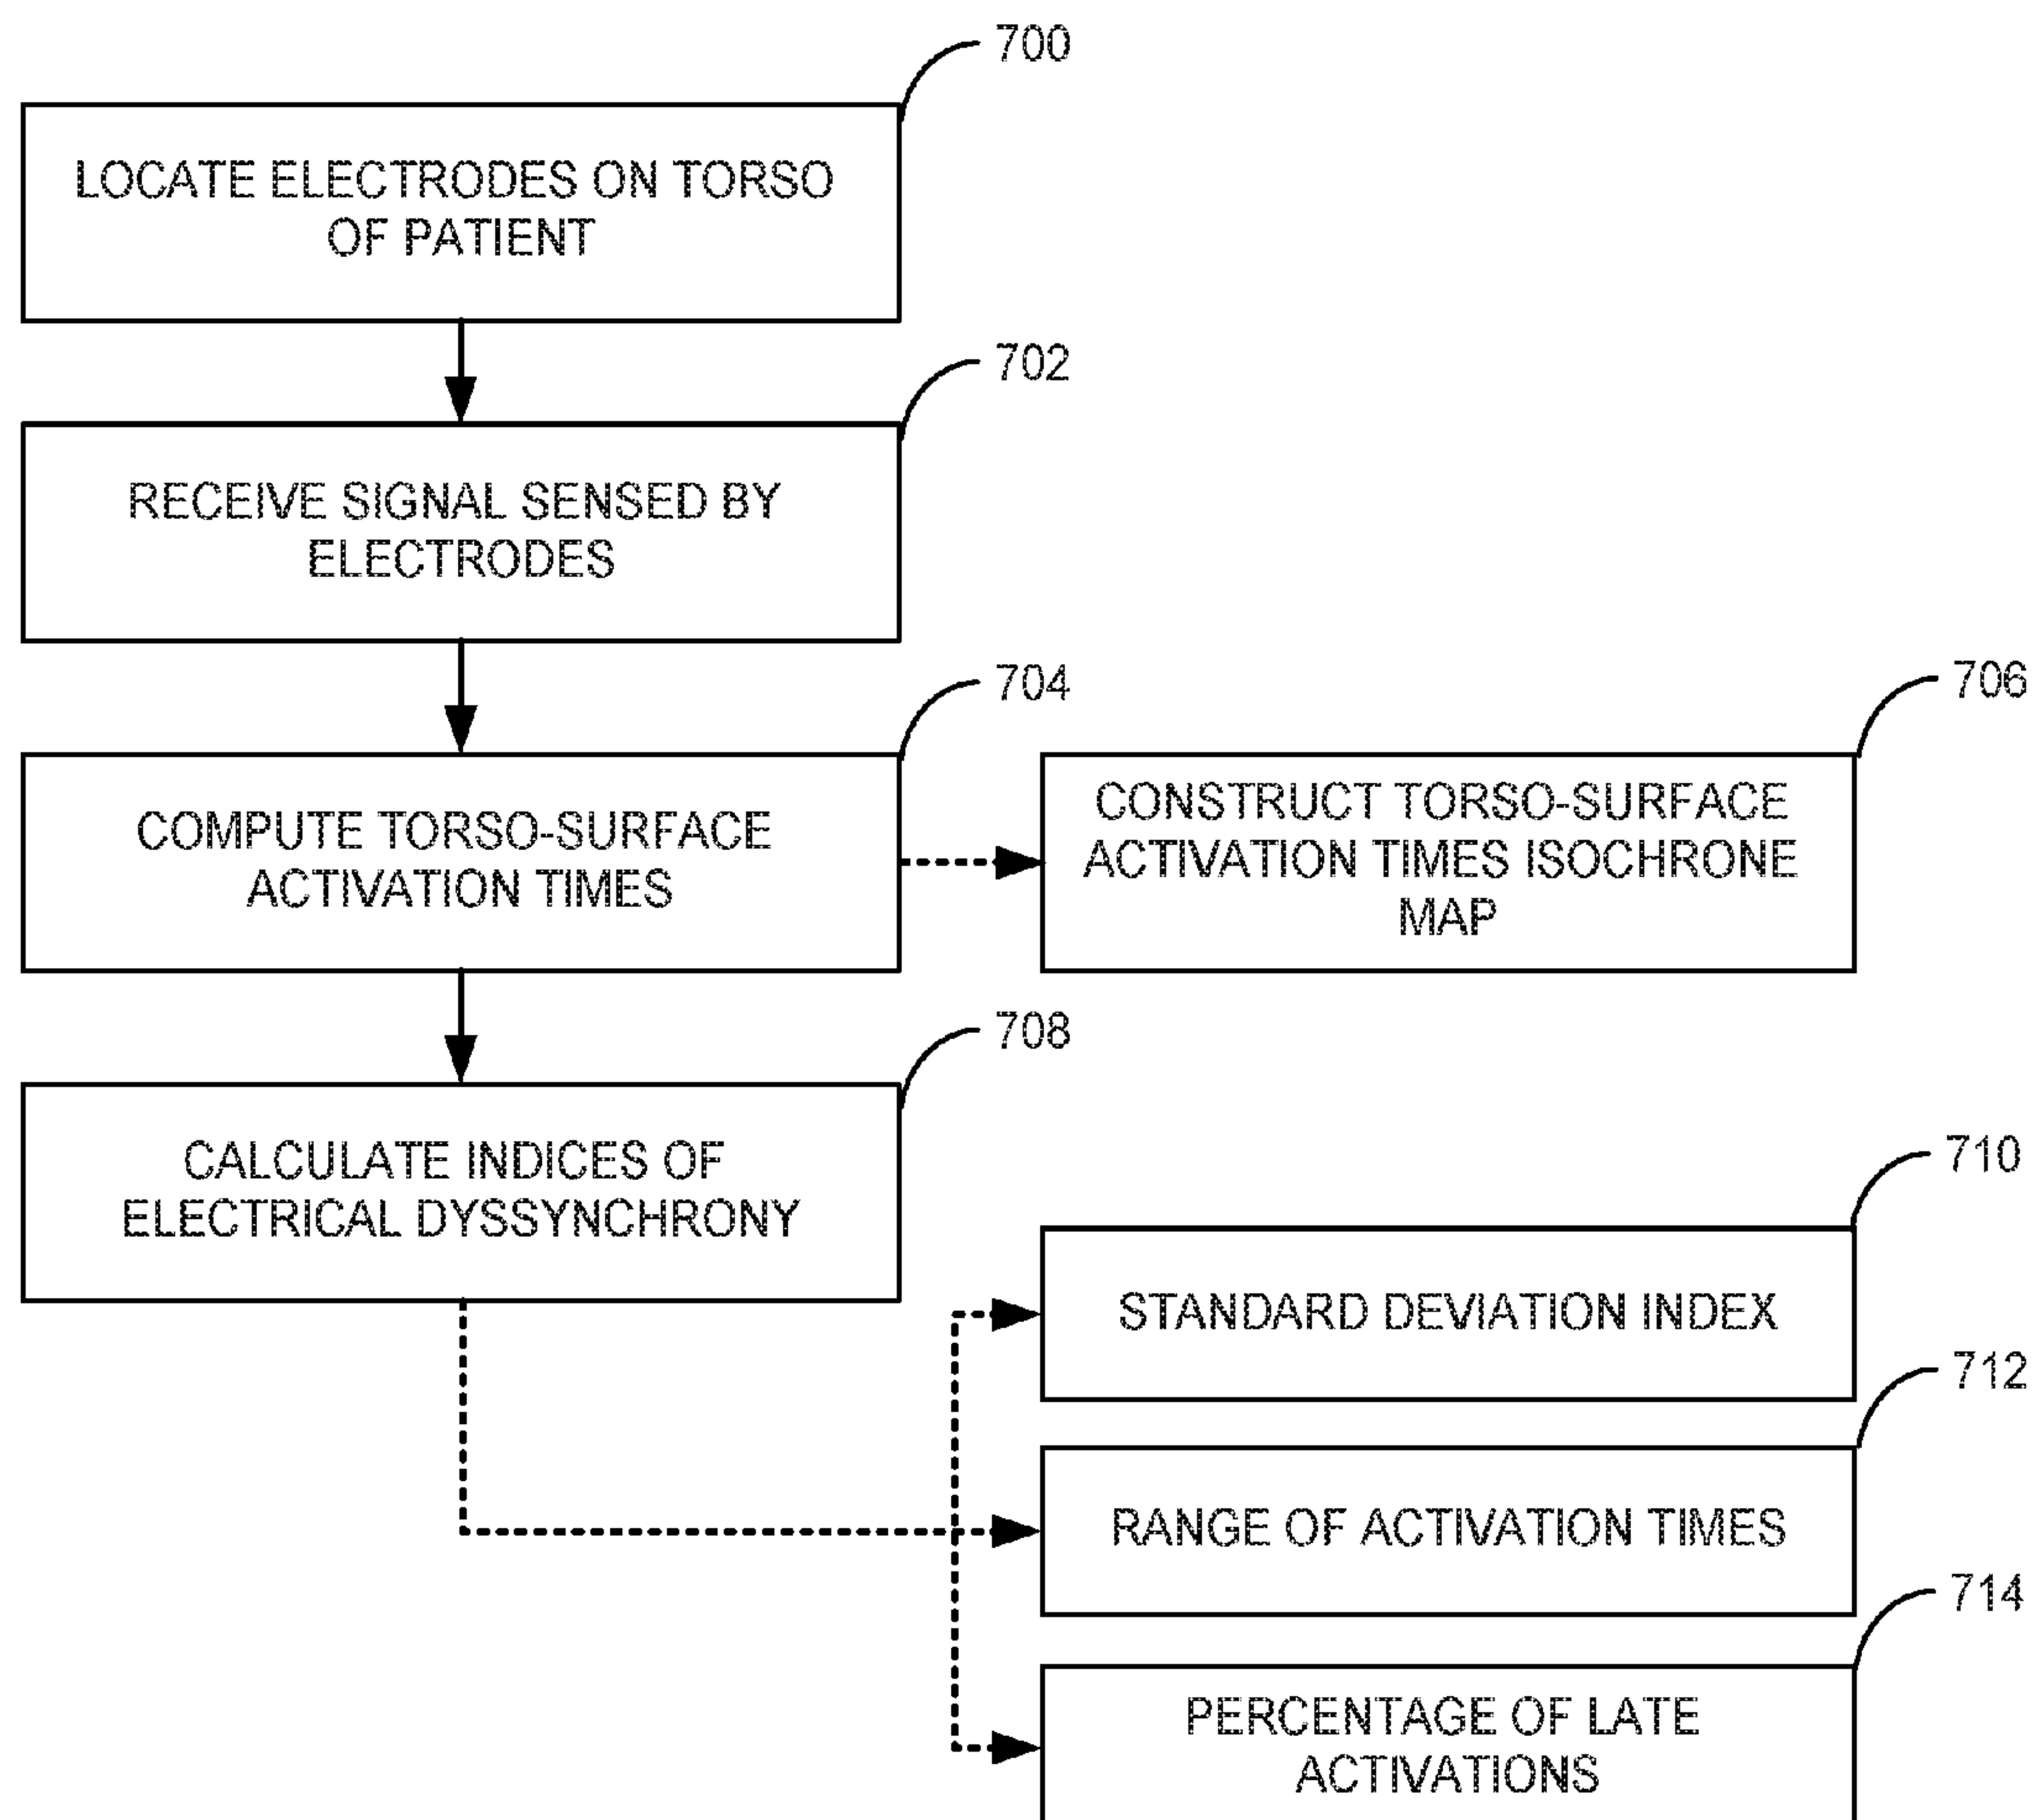 700
LOCATE ELECTRODES ON TORSO
OF PATIENT
702
RECEIVE SIGNAL SENSED BY
ELECTRODES
704
COMPUTE TORSO-SURFACE
ACTIVATION TIMES
706
CONSTRUCT TORSO-SURFACE
ACTIVATION TIMES ISOCHRONE
MAP
708
CALCULATE INDICES OF
ELECTRICAL DYSSYNCHRONY
710
STANDARD DEVIATION INDEX
712
RANGE OF ACTIVATION TIMES
714
PERCENTAGE OF LATE
ACTIVATIONS